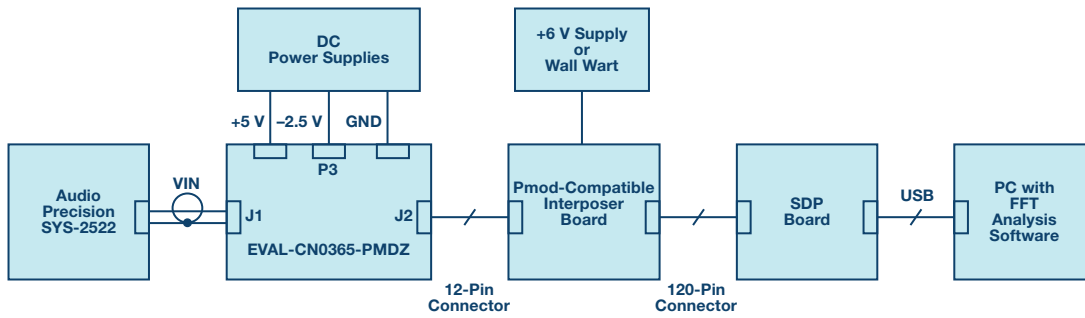 DC
Power Supplies
+6 V Supply
or
Wall Wart
+5 V
–2.5 V
GND
P3
Audio
Precision
SYS-2522
VIN
J1
J2
EVAL-CN0365-PMDZ
12-Pin
Connector
Pmod-Compatible
Interposer
Board
120-Pin
Connector
SDP
Board
USB
PC with
FFT
Analysis
Software